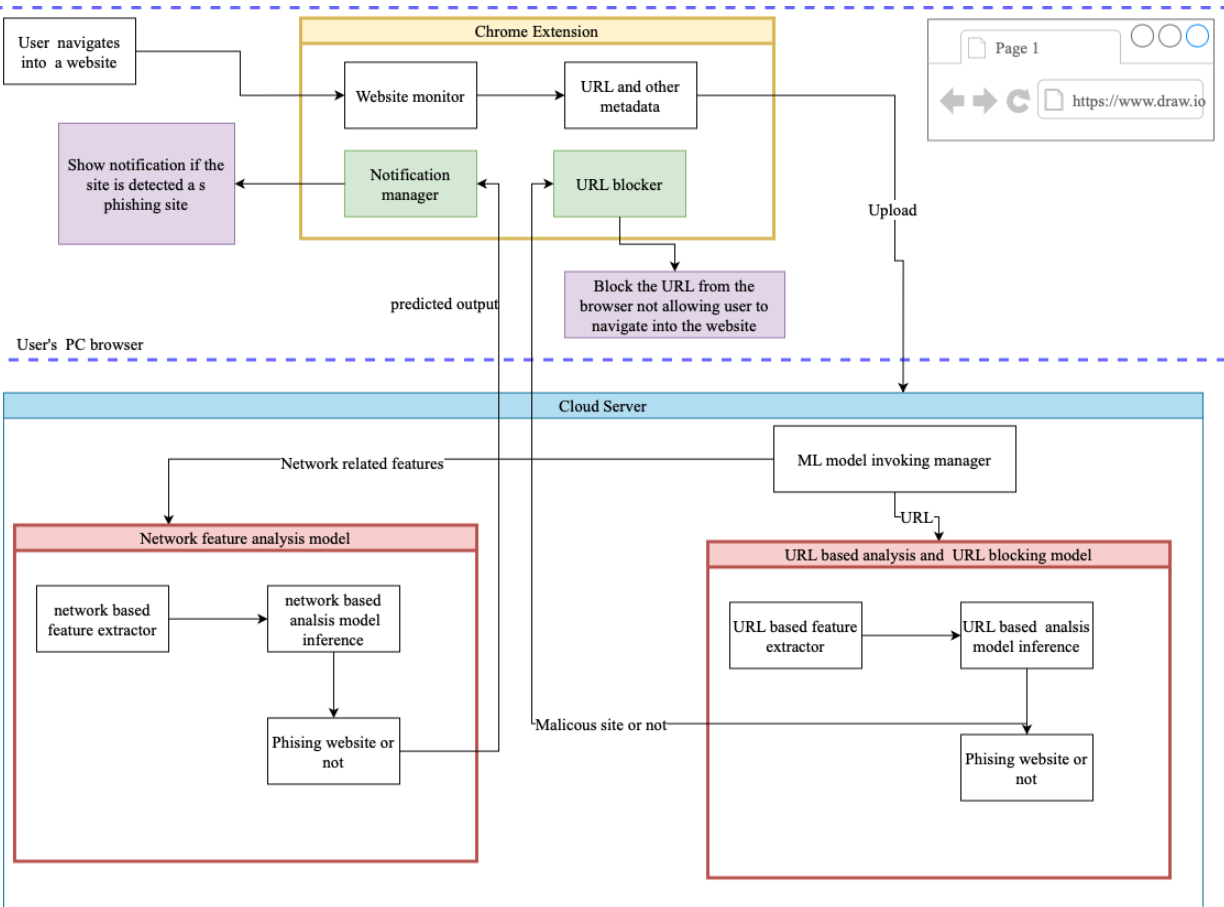 User navigates
into a website
Chrome Extension
Website monitor
URL and other
metadata
Page 1
https://www.draw.io
Show notification if the
site is detected a s
phishing site
Notification
manager
URL blocker
Upload
predicted output
Block the URL from the
browser not allowing user to
navigate into the website
User's PC browser
Cloud Server
ML model invoking manager
Network related features
URL
Network feature analysis model
network based
feature extractor
network based
analsis model
inference
Phising website or
not
URL based analysis and URL blocking model
URL based feature
extractor
URL based analsis
model inference
Malicous site or not
Phising website or
not